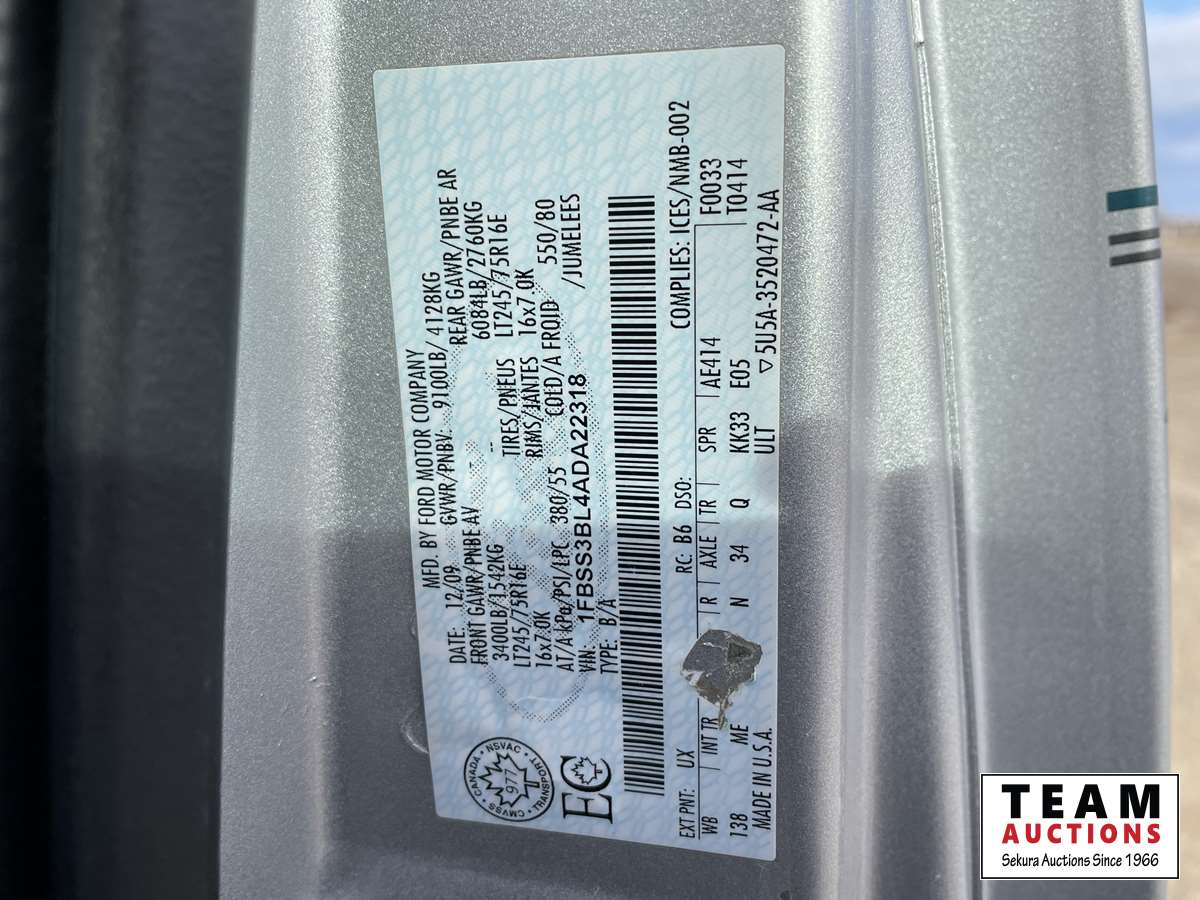 MFD. BY FORD MOTOR COMPANY
DATE: 12/09 GVWR/PNBV: 9100LB/ 4128KG
FRONT GAWR/PNBE AV -- REAR GAWR/PNBE AR
3400LB/1542KG 6084LB/2760KG
LT245/75R16E TIRES/PNEUS LT245/75R16E
16x7.0K RIMS/JANTES 16x7.0K
AT/A kPa/PSI/LPC 380/55 COLD/A FROID 550/80
VIN: 1FBSS3BL4ADA22318 /JUMELEES
TYPE: B/A
CMVSS • CANADA • NSVAC • TRANSPORT •
977
EC
EXT PNT: UX RC: B6 DSO: COMPLIES: ICES/NMB-002
WB INT TR R AXLE TR SPR AE414 F0033
138 ME N 34 Q KK33 E05 T0414
MADE IN U.S.A. ULT ▽5U5A-3520472-AA
TEAM
AUCTIONS
Sekura Auctions Since 1966